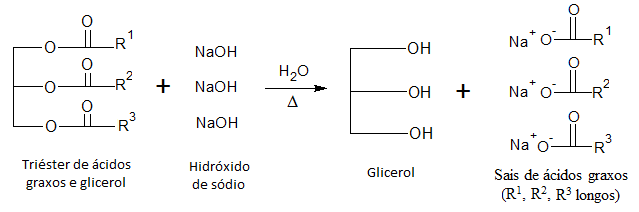 O R¹
O
O R²
O
O R³
O
+
NaOH
NaOH
NaOH
H₂O
Δ
OH
OH
OH
+
O
Na⁺ O⁻ R¹
O
Na⁺ O⁻ R²
O
Na⁺ O⁻ R³
Triéster de ácidos
graxos e glicerol
Hidróxido
de sódio
Glicerol
Sais de ácidos graxos
(R¹, R², R³ longos)